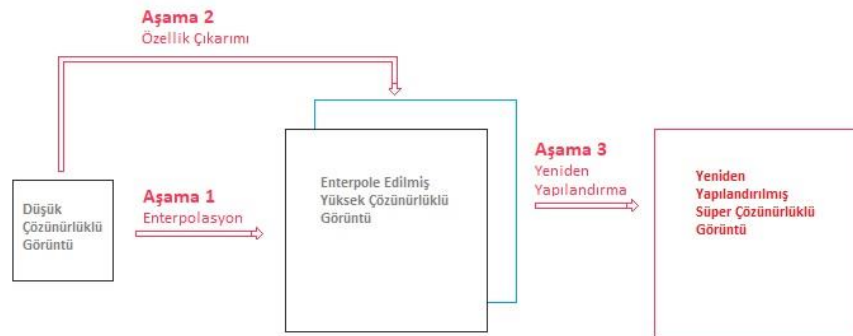 Aşama 2
Özellik Çıkarımı
Düşük
Çözünürlüklü
Görüntü
Aşama 1
Enterpolasyon
Enterpole Edilmiş
Yüksek Çözünürlüklü
Görüntü
Aşama 3
Yeniden
Yapılandırma
Yeniden
Yapılandırılmış
Süper Çözünürlüklü
Görüntü